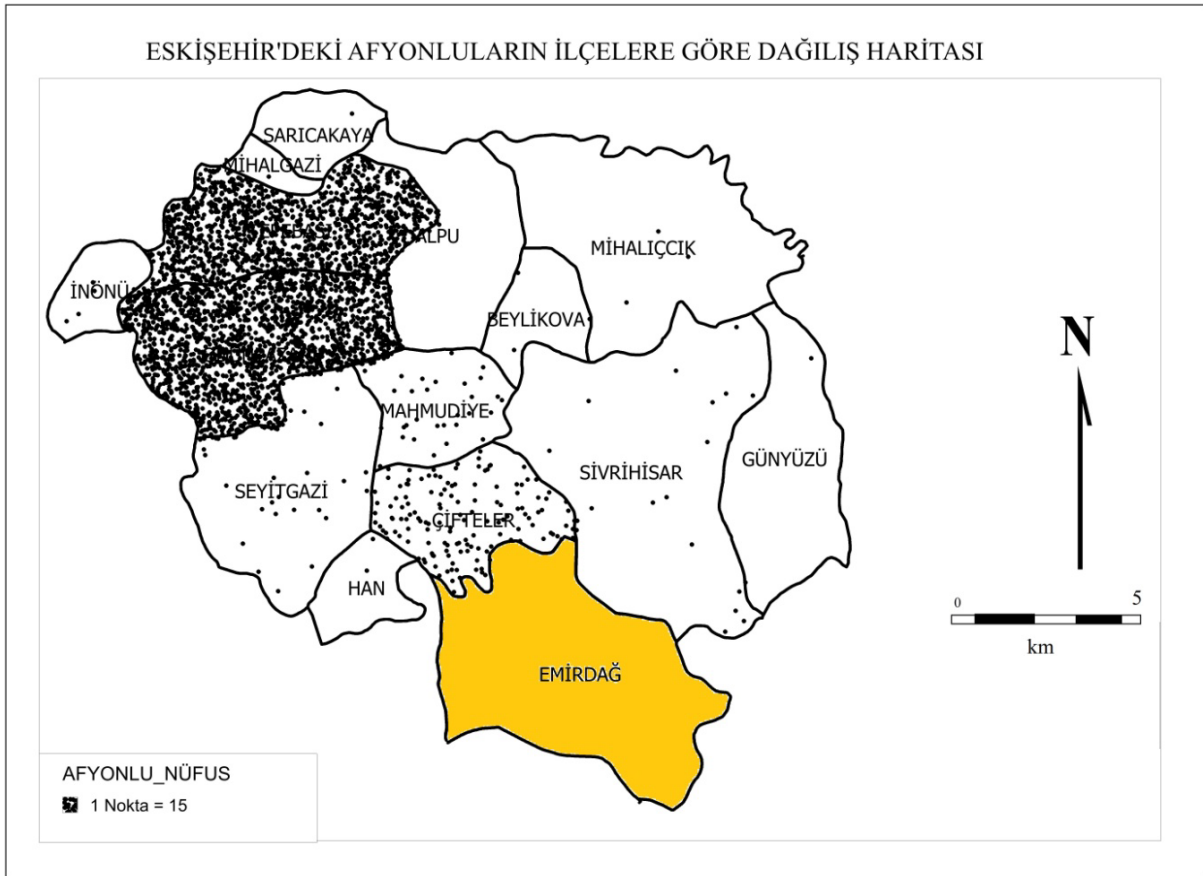 ESKİŞEHİR'DEKİ AFYONLULARIN İLÇELERE GÖRE DAĞILIŞ HARİTASI
SARICAKAYA
MİHALGAZİ
ALPU
MİHALIÇCIK
İNÖNÜ
BEYLİKOVA
N
MAHMUDİYE
GÜNYÜZÜ
SİVRİHİSAR
SEYİTGAZİ
ÇİFTELER
HAN
0 5
km
EMİRDAĞ
AFYONLU_NÜFUS
1 Nokta = 15